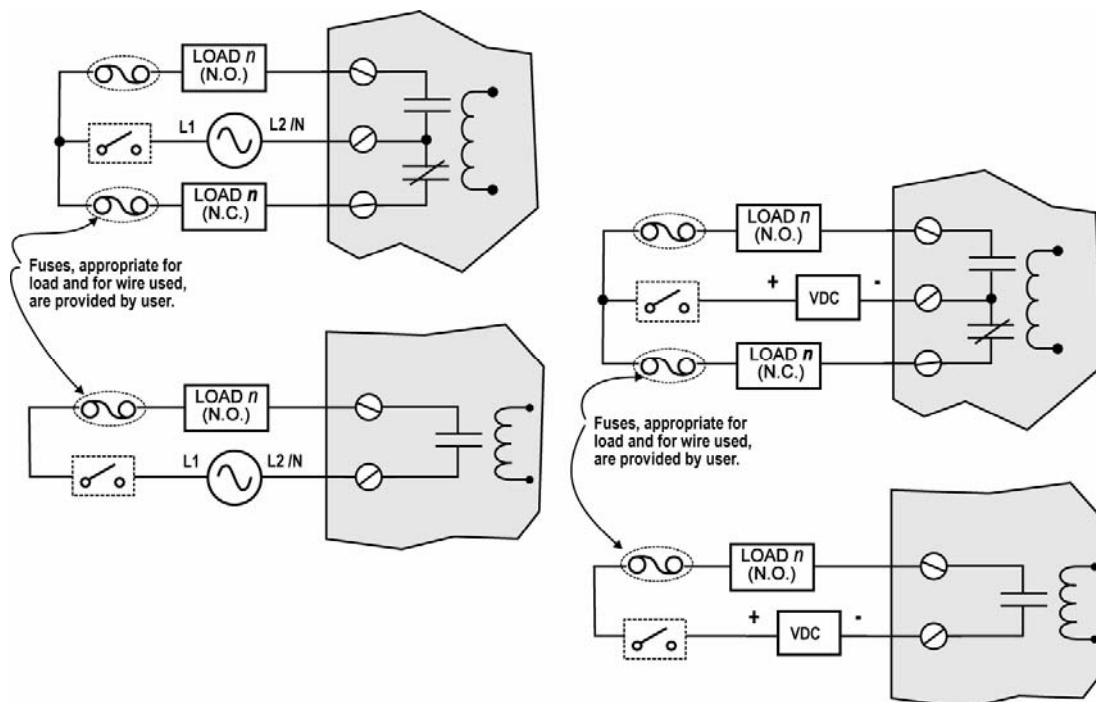 LOAD n
(N.O.)
L1
L2 /N
LOAD n
(N.C.)
Fuses, appropriate for
load and for wire used,
are provided by user.
LOAD n
(N.O.)
L1
L2 /N
LOAD n
(N.O.)
+
VDC
-
LOAD n
(N.C.)
Fuses, appropriate for
load and for wire used,
are provided by user.
LOAD n
(N.O.)
+
VDC
-